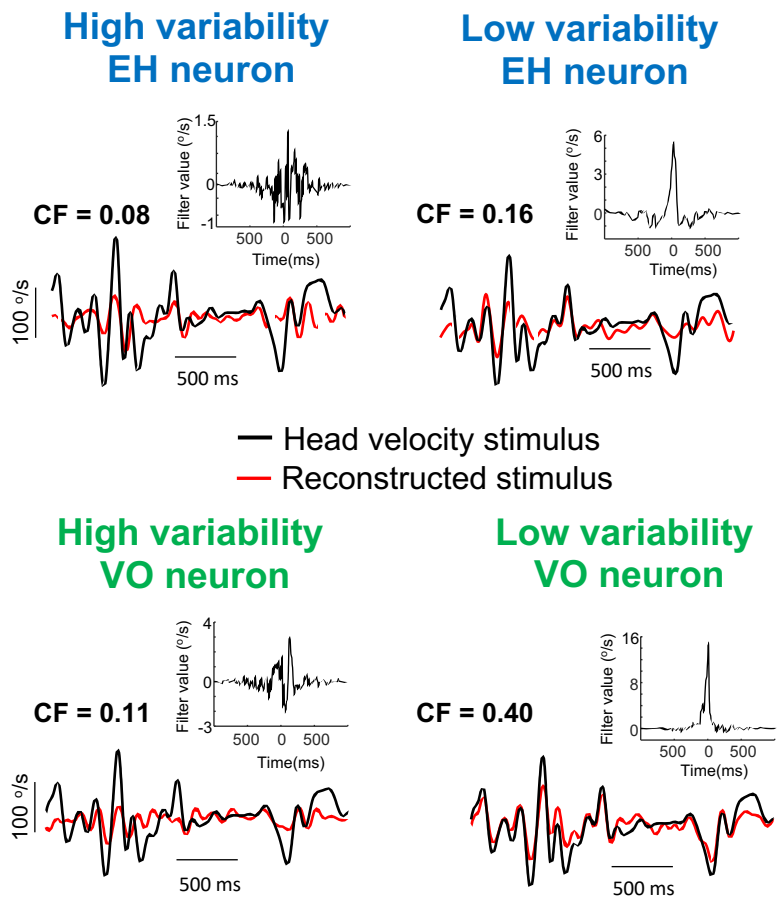 High variability
EH neuron
Low variability
EH neuron
Filter value (°/s)
1.5
0
-1
500 0 500
Time(ms)
CF = 0.08
100 °/s
500 ms
Filter value (°/s)
6
3
0
500 0 500
Time(ms)
CF = 0.16
500 ms
Head velocity stimulus
Reconstructed stimulus
High variability
VO neuron
Low variability
VO neuron
Filter value (°/s)
4
0
-3
500 0 500
Time(ms)
CF = 0.11
100 °/s
500 ms
Filter value (°/s)
16
8
0
500 0 500
Time(ms)
CF = 0.40
500 ms